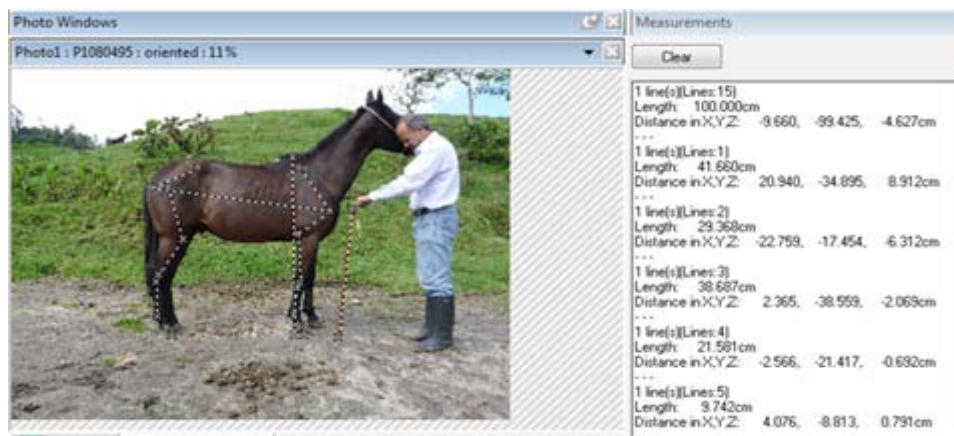 Photo Windows
Photo1 : P1080495 : oriented : 11%
Measurements
Clear
1 line(s)(Lines:15)
Length: 100.000cm
Distance in X,Y,Z: -9.660, -99.425, -4.627cm
- - -
1 line(s)(Lines:1)
Length: 41.660cm
Distance in X,Y,Z: 20.940, -34.895, 8.912cm
- - -
1 line(s)(Lines:2)
Length: 29.368cm
Distance in X,Y,Z: -22.759, -17.454, -6.312cm
- - -
1 line(s)(Lines:3)
Length: 38.687cm
Distance in X,Y,Z: 2.365, -38.559, -2.069cm
- - -
1 line(s)(Lines:4)
Length: 21.581cm
Distance in X,Y,Z: -2.566, -21.417, -0.692cm
- - -
1 line(s)(Lines:5)
Length: 9.742cm
Distance in X,Y,Z: 4.076, -8.813, 0.791cm